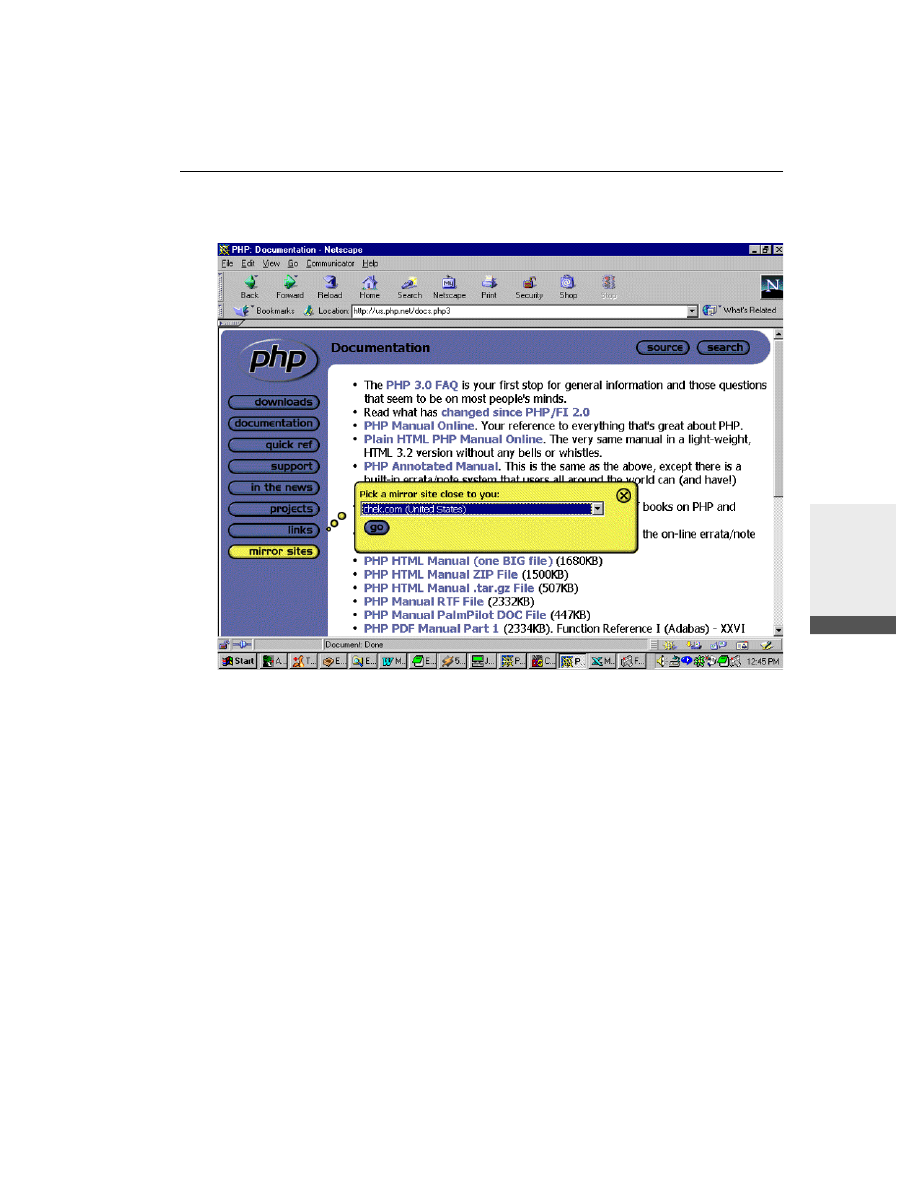 PHP: Documentation - Netscape
File Edit View Go Communicator Help
Back Forward Reload Home Search Netscape Print Security Shop Stop
Bookmarks Location: http://us.php.net/docs.php3 What's Related
php Documentation source search
downloads
documentation
quick ref
support
in the news
projects
links
mirror sites
• The PHP 3.0 FAQ is your first stop for general information and those questions
that seem to be on most people's minds.
• Read what has changed since PHP/FI 2.0
• PHP Manual Online. Your reference to everything that's great about PHP.
• Plain HTML PHP Manual Online. The very same manual in a light-weight,
HTML 3.2 version without any bells or whistles.
• PHP Annotated Manual. This is the same as the above, except there is a
built-in errata/note system that users all around the world can (and have!)
Pick a mirror site close to you:
chek.com (United States)
go
books on PHP and
the on-line errata/note
• PHP HTML Manual (one BIG file) (1680KB)
• PHP HTML Manual ZIP File (1500KB)
• PHP HTML Manual .tar.gz File (507KB)
• PHP Manual RTF File (2332KB)
• PHP Manual PalmPilot DOC File (447KB)
• PHP PDF Manual Part 1 (2334KB). Function Reference I (Adabas) - XXVI
Document: Done
Start A... T... E... E... M... E... 5... J... P... C... P... M... F... 12:45 PM